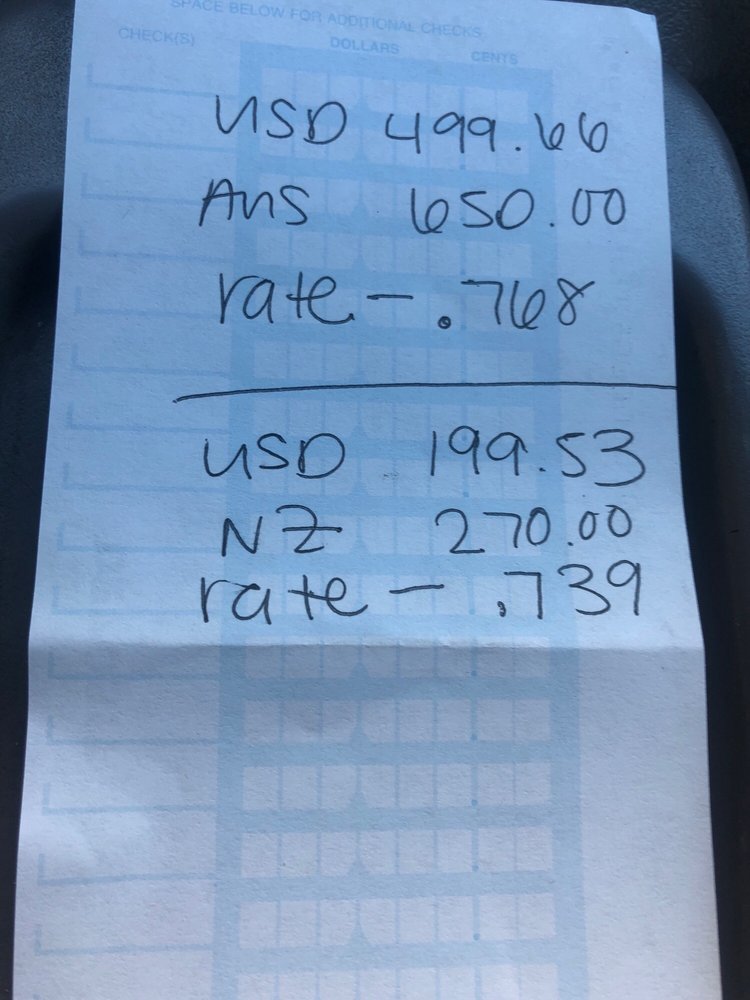 SPACE BELOW FOR ADDITIONAL CHECKS
CHECK(S) DOLLARS CENTS
USD 499.66
Aus 650.00
rate - .768
USD 199.53
NZ 270.00
rate - .739